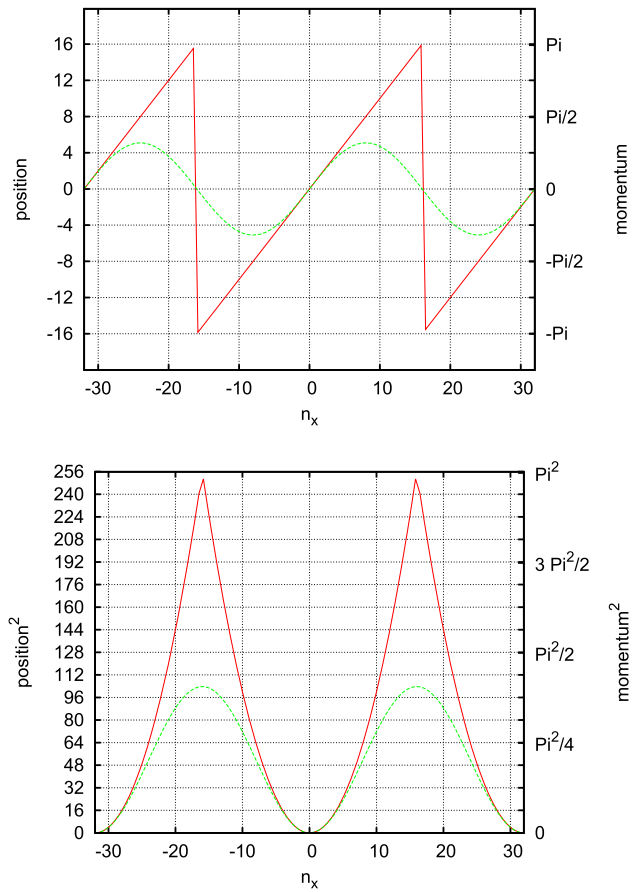 16
12
8
4
0
-4
-8
-12
-16
position
Pi
Pi/2
0
-Pi/2
-Pi
momentum
-30 -20 -10 0 10 20 30
n_x
256
240
224
208
192
176
160
144
128
112
96
80
64
48
32
16
0
position^2
Pi^2
3 Pi^2/2
Pi^2/2
Pi^2/4
0
momentum^2
-30 -20 -10 0 10 20 30
n_x